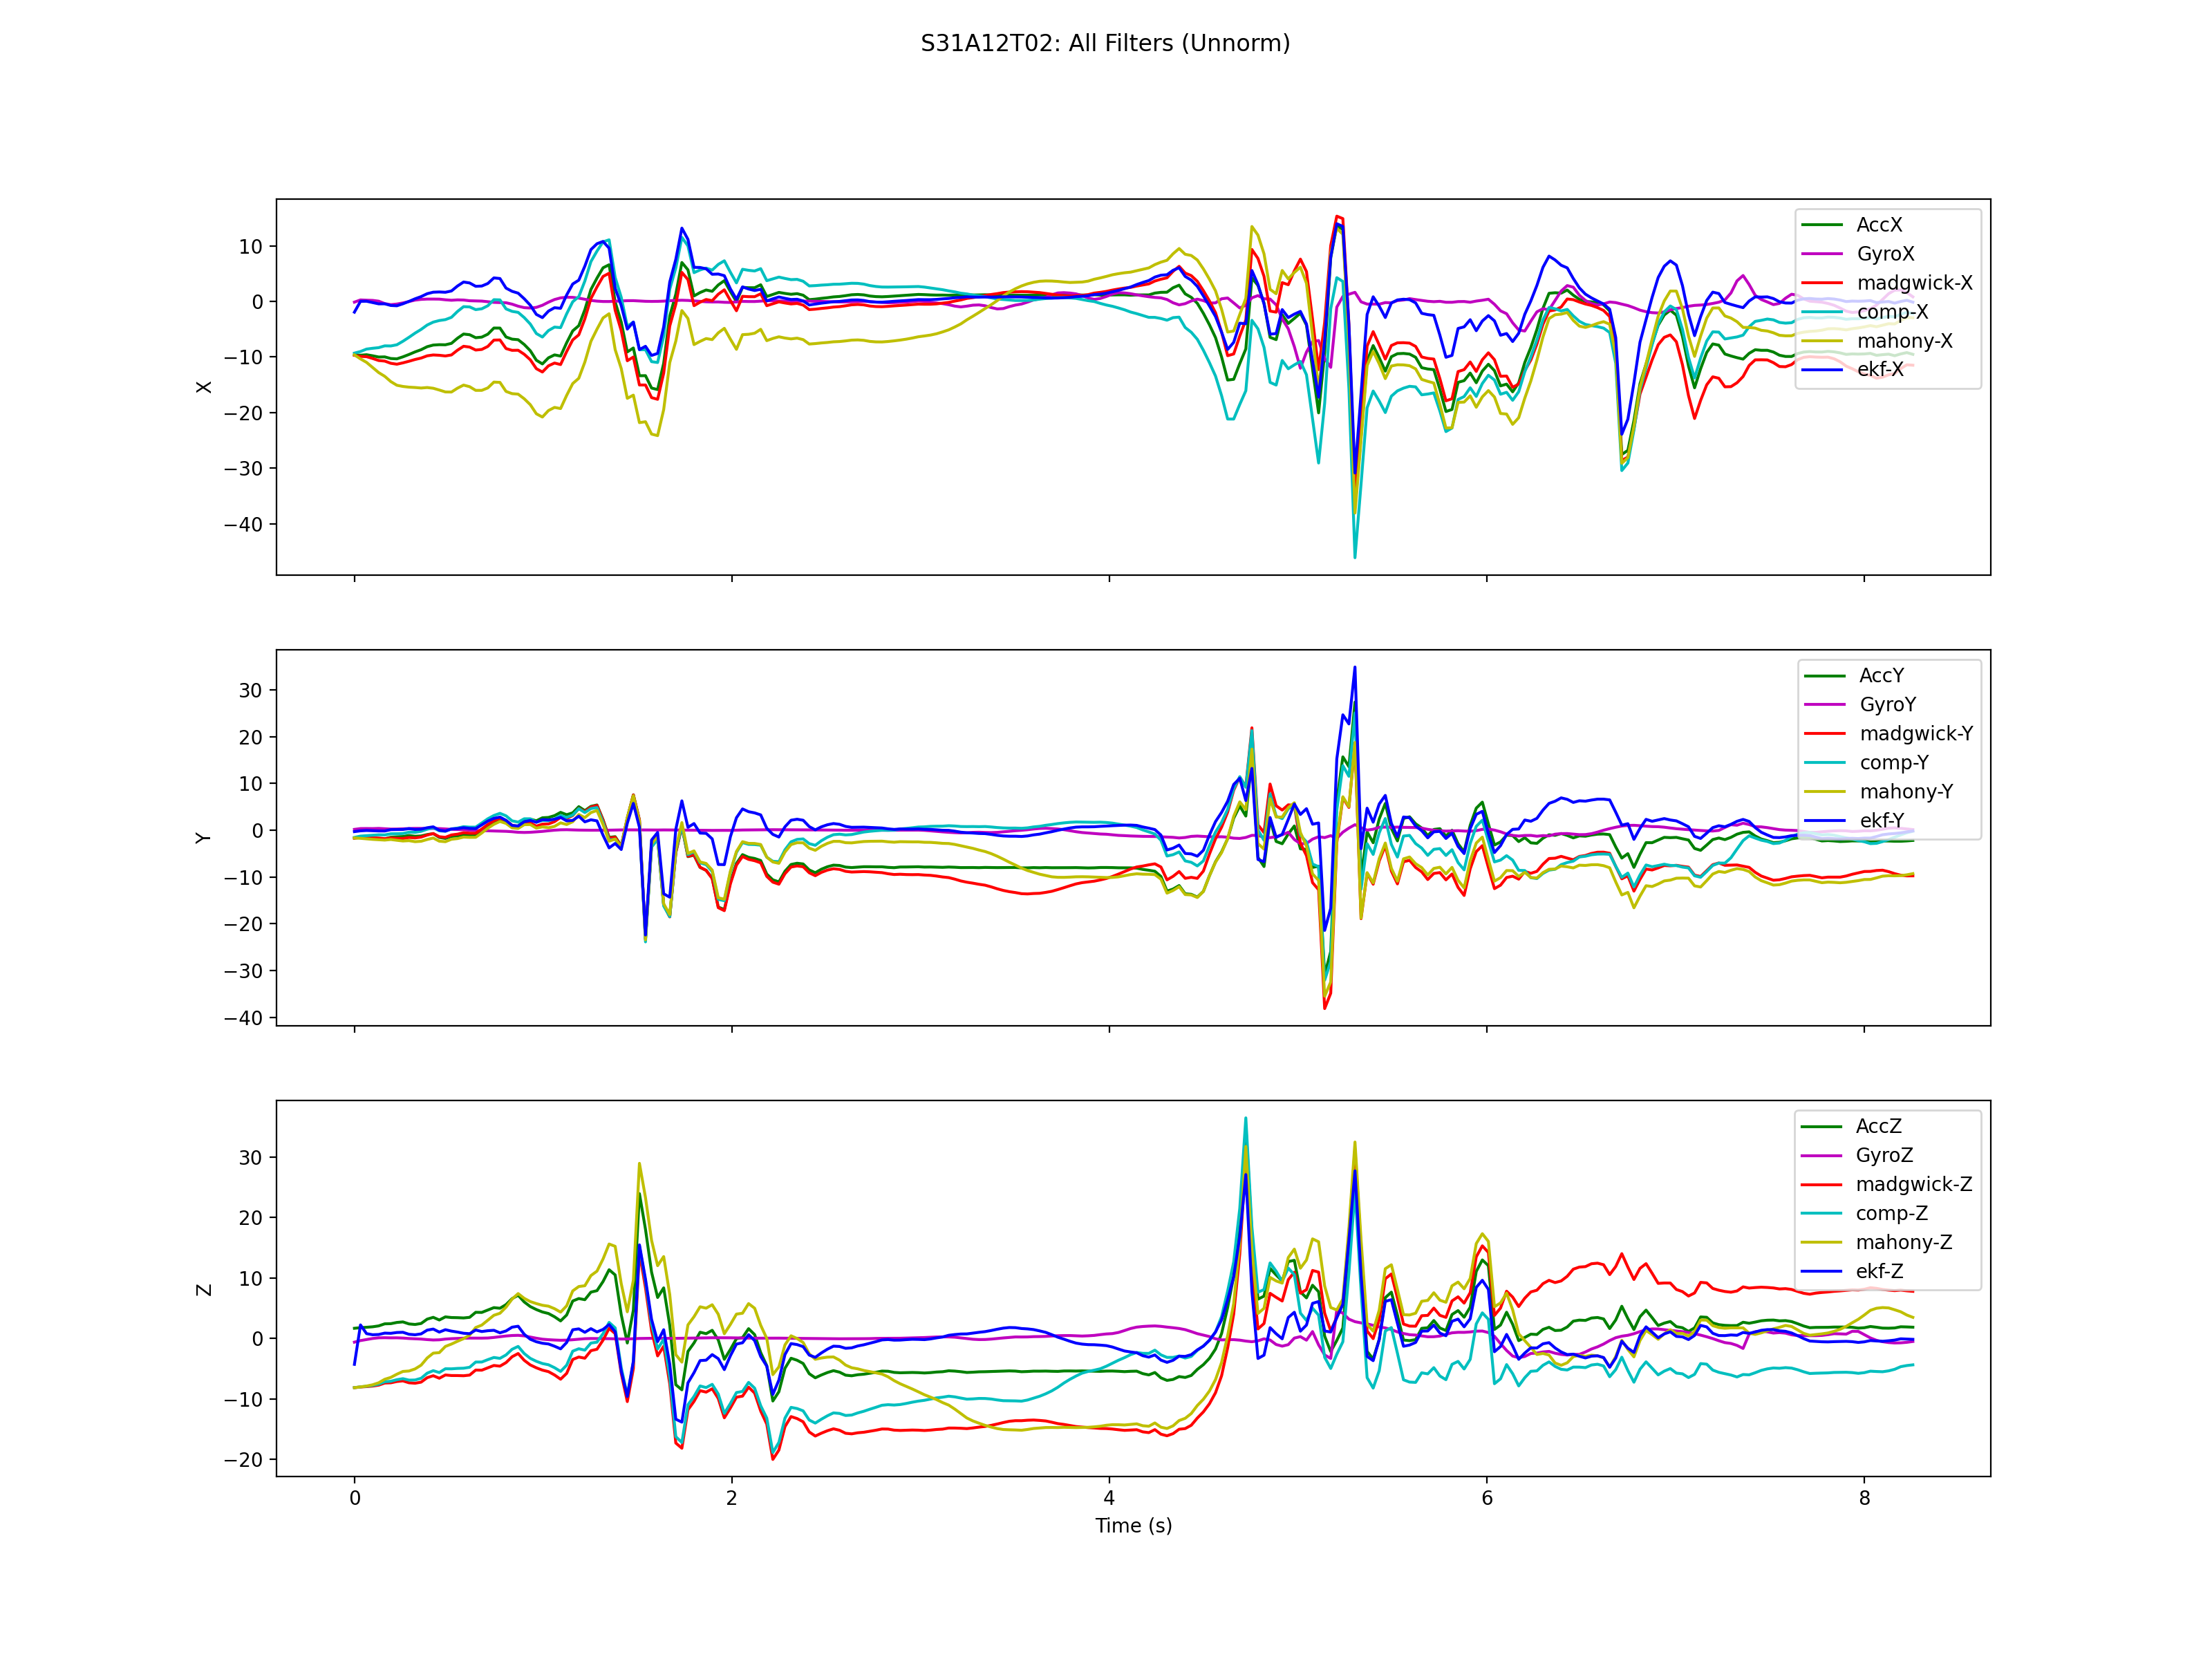 S31A12T02: All Filters (Unnorm)
10
0
−10
−20
−30
−40
X
AccX
GyroX
madgwick-X
comp-X
mahony-X
ekf-X
30
20
10
0
−10
−20
−30
−40
Y
AccY
GyroY
madgwick-Y
comp-Y
mahony-Y
ekf-Y
30
20
10
0
−10
−20
Z
AccZ
GyroZ
madgwick-Z
comp-Z
mahony-Z
ekf-Z
0 2 4 6 8
Time (s)